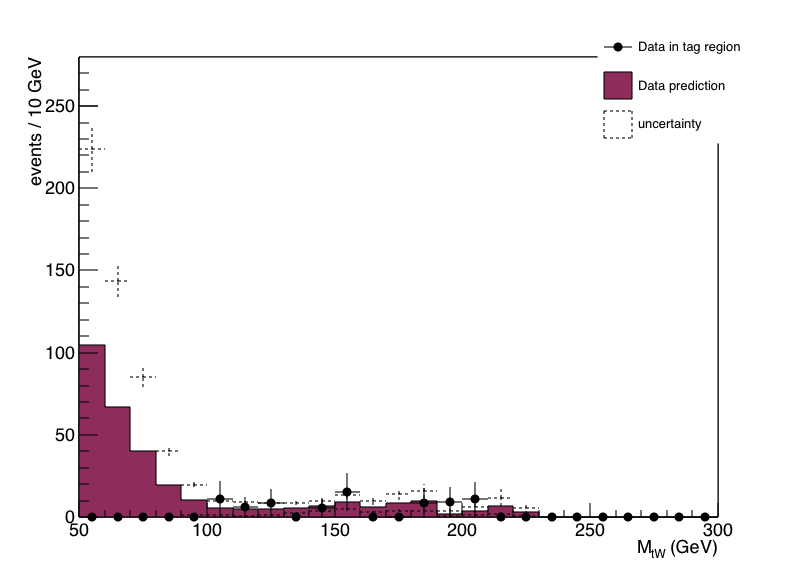 Data in tag region
Data prediction
uncertainty
events / 10 GeV
250
200
150
100
50
0
50 100 150 200 250 300
MtW (GeV)